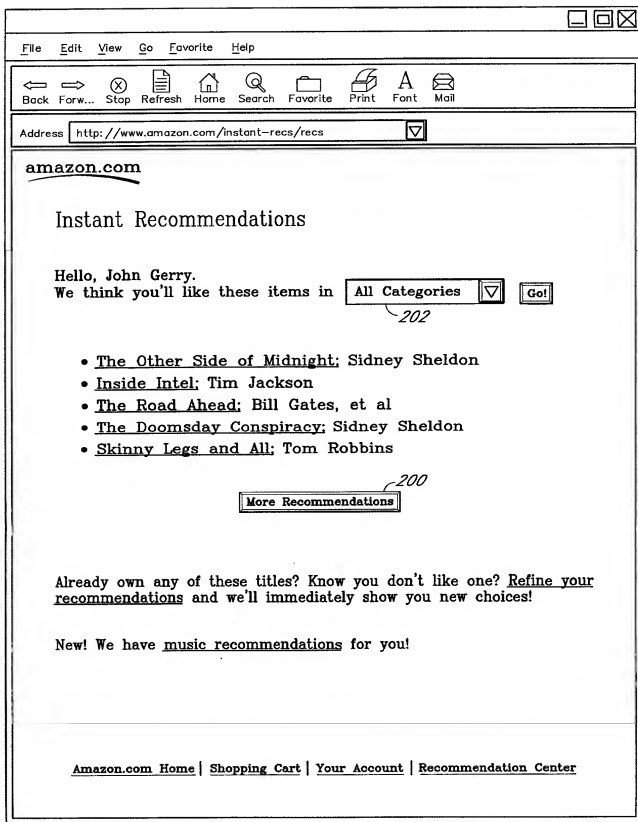 File Edit View Go Favorite Help
Back Forw... Stop Refresh Home Search Favorite Print Font Mail
Address http://www.amazon.com/instant-recs/recs
amazon.com
Instant Recommendations
Hello, John Gerry.
We think you'll like these items in All Categories Go!
202
• The Other Side of Midnight; Sidney Sheldon
• Inside Intel; Tim Jackson
• The Road Ahead; Bill Gates, et al
• The Doomsday Conspiracy; Sidney Sheldon
• Skinny Legs and All; Tom Robbins
200
More Recommendations
Already own any of these titles? Know you don't like one? Refine your
recommendations and we'll immediately show you new choices!
New! We have music recommendations for you!
Amazon.com Home | Shopping Cart | Your Account | Recommendation Center